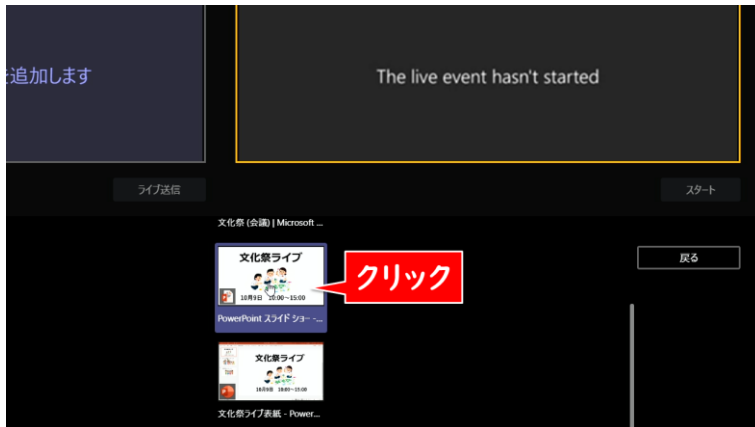 を追加します
The live event hasn't started
ライブ送信
スタート
文化祭 (会議) | Microsoft ...
文化祭ライブ
10月9日 10:00~15:00
PowerPoint スライド ショー -...
クリック
戻る
文化祭ライブ
10月9日 10:00~15:00
文化祭ライブ表紙 - Power...